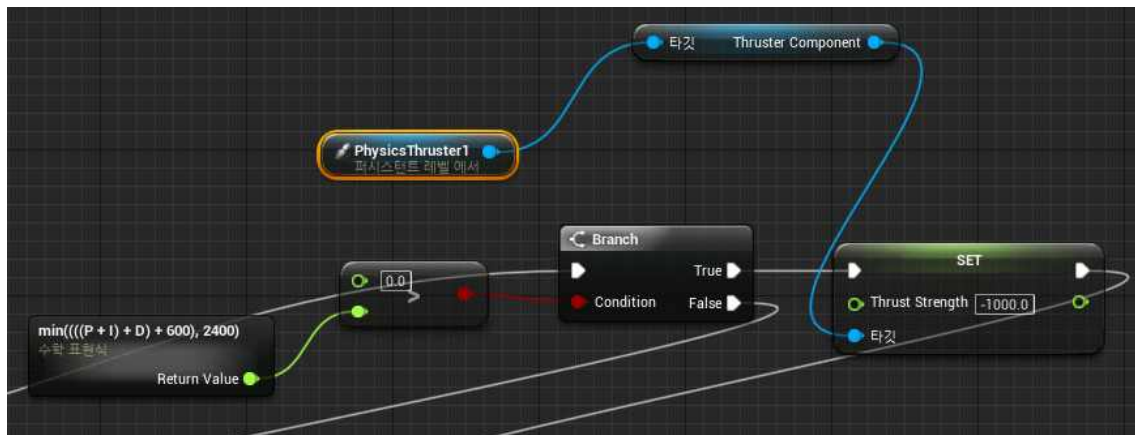 타깃 Thruster Component
PhysicsThruster1
퍼시스턴트 레벨 에서
Branch
True
Condition
False
0.0
>
SET
Thrust Strength -1000.0
타깃
min((((P + I) + D) + 600), 2400)
수학 표현식
Return Value